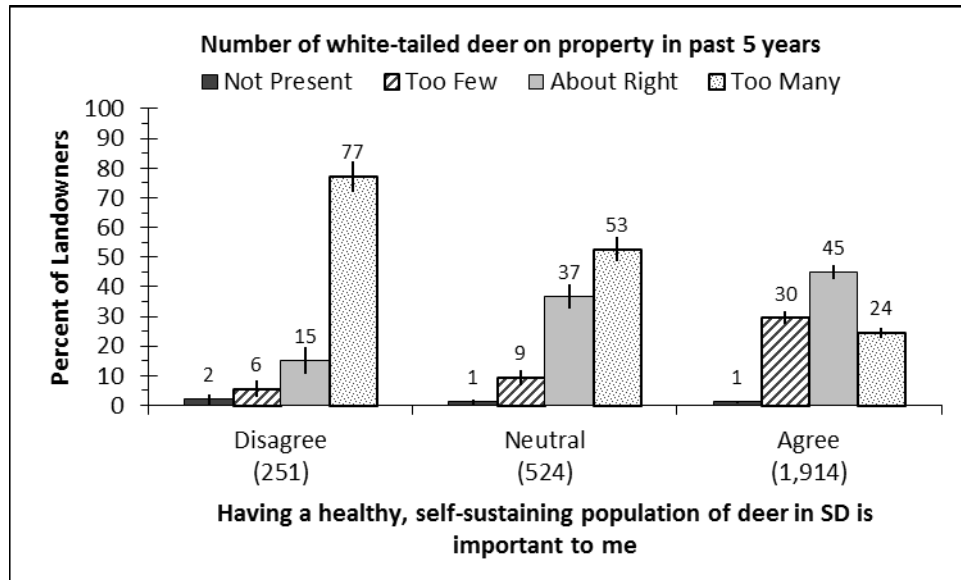 Number of white-tailed deer on property in past 5 years
Not Present Too Few About Right Too Many
Percent of Landowners
100
90
80
70
60
50
40
30
20
10
0
2 6 15 77
1 9 37 53
1 30 45 24
Disagree Neutral Agree
(251) (524) (1,914)
Having a healthy, self-sustaining population of deer in SD is
important to me